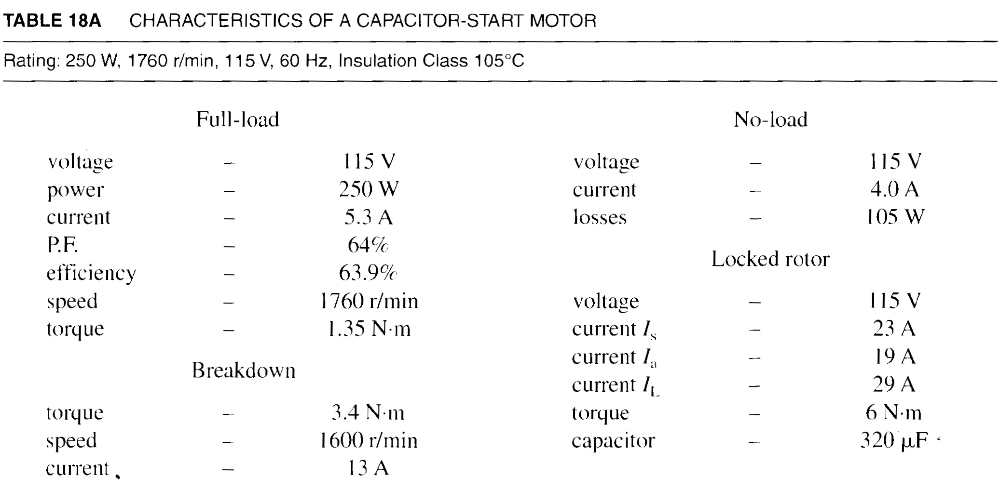 TABLE 18A CHARACTERISTICS OF A CAPACITOR-START MOTOR
Rating: 250 W, 1760 r/min, 115 V, 60 Hz, Insulation Class 105°C
Full-load
voltage – 115 V
power – 250 W
current – 5.3 A
P.F. – 64%
efficiency – 63.9%
speed – 1760 r/min
torque – 1.35 N·m
Breakdown
torque – 3.4 N·m
speed – 1600 r/min
current – 13 A
No-load
voltage – 115 V
current – 4.0 A
losses – 105 W
Locked rotor
voltage – 115 V
current Is – 23 A
current Ia – 19 A
current IL – 29 A
torque – 6 N·m
capacitor – 320 μF